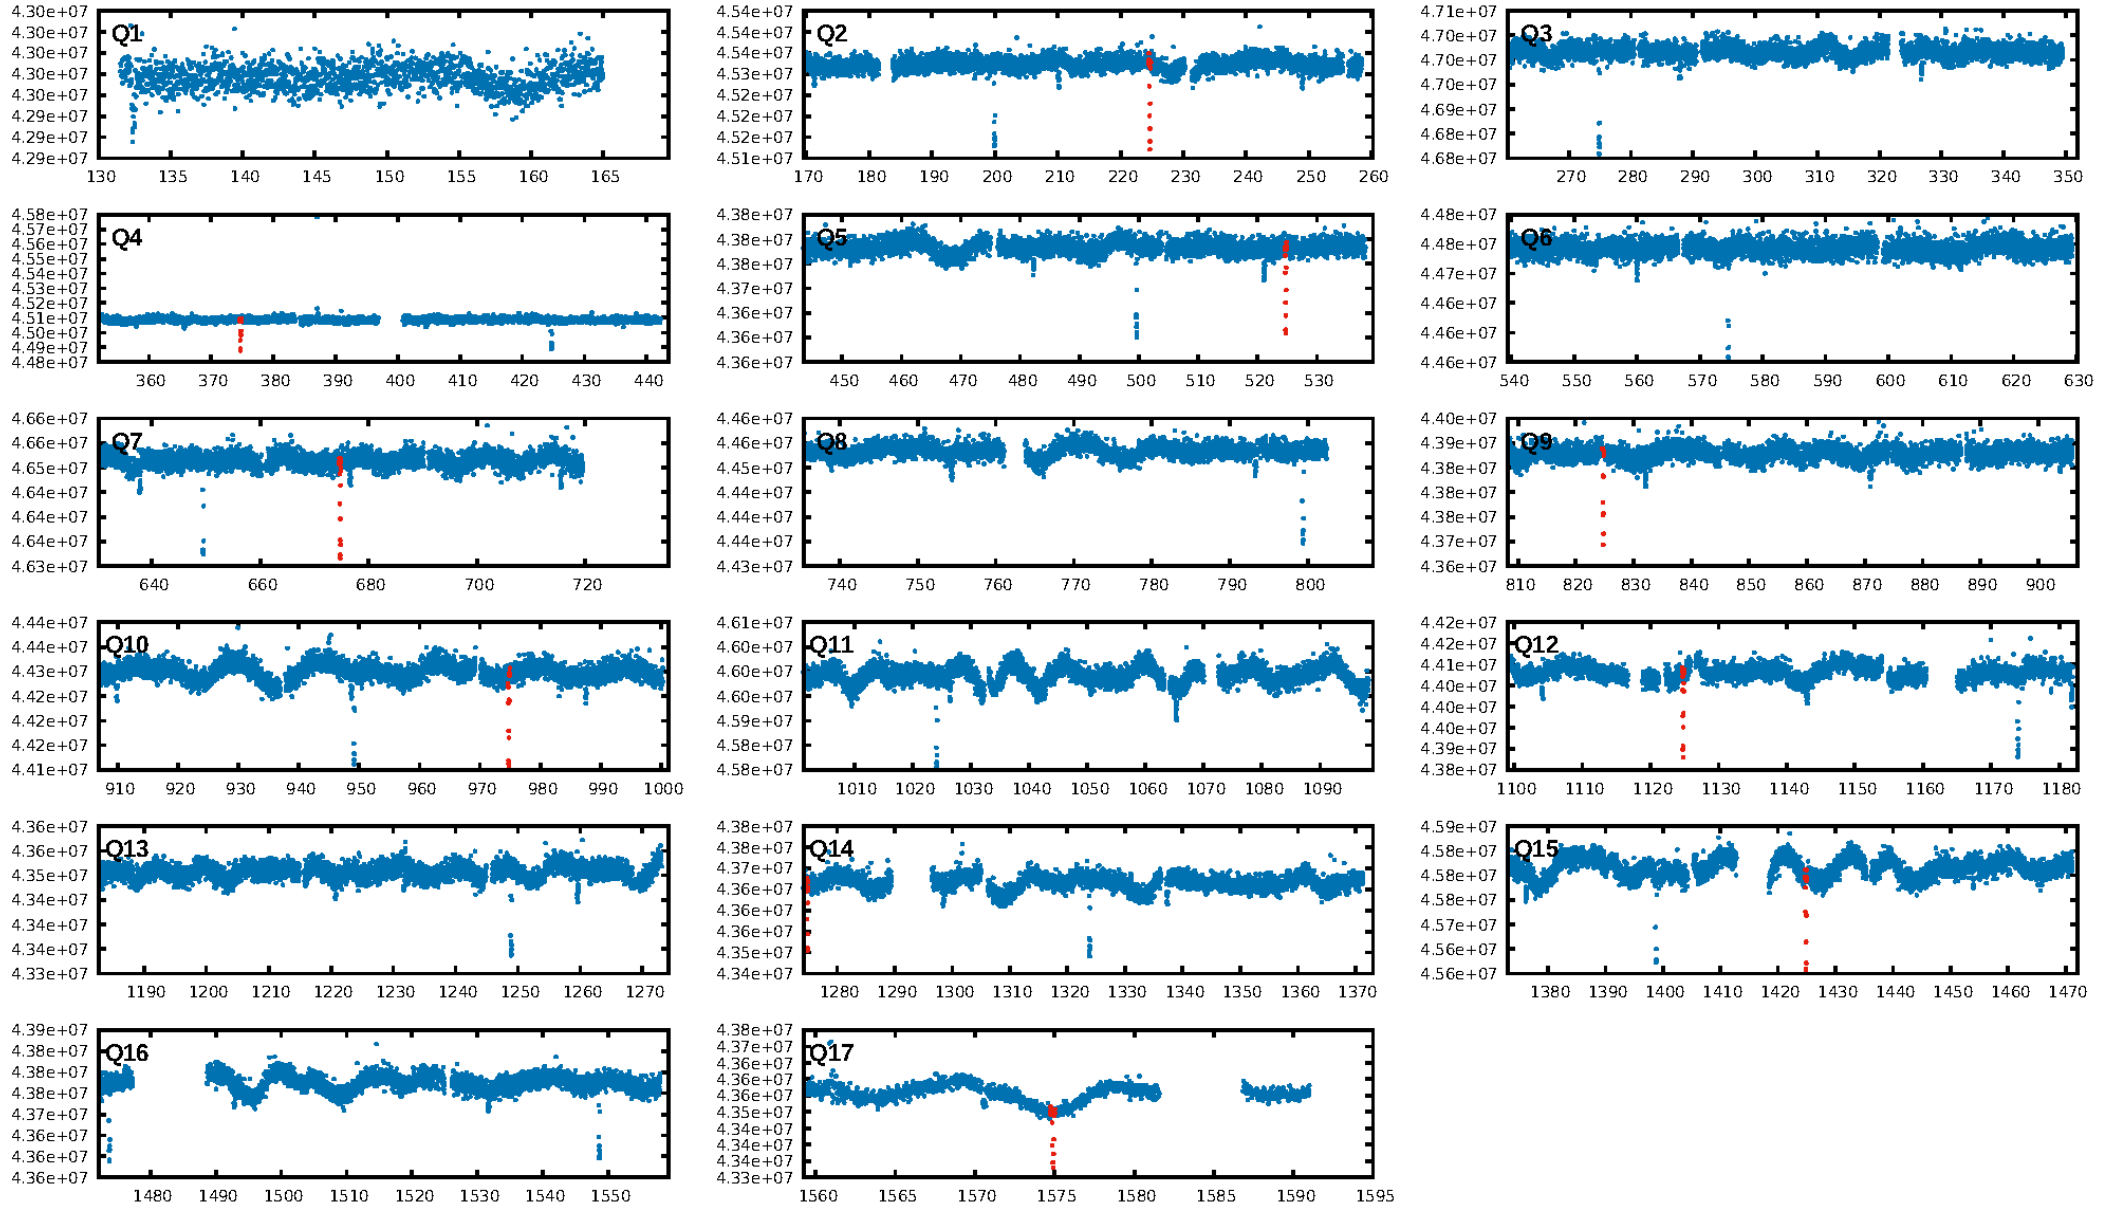 4.30e+07 4.30e+07 4.30e+07 4.30e+07 4.30e+07 4.29e+07 4.29e+07 4.29e+07
Q1
130 135 140 145 150 155 160 165
4.54e+07 4.54e+07 4.54e+07 4.53e+07 4.52e+07 4.52e+07 4.52e+07 4.51e+07
Q2
170 180 190 200 210 220 230 240 250 260
4.71e+07 4.70e+07 4.70e+07 4.70e+07 4.69e+07 4.68e+07 4.68e+07
Q3
270 280 290 300 310 320 330 340 350
4.58e+07 4.57e+07 4.56e+07 4.55e+07 4.54e+07 4.53e+07 4.52e+07 4.51e+07 4.50e+07 4.49e+07 4.48e+07
Q4
360 370 380 390 400 410 420 430 440
4.38e+07 4.38e+07 4.38e+07 4.37e+07 4.36e+07 4.36e+07 4.36e+07
Q5
450 460 470 480 490 500 510 520 530
4.48e+07 4.48e+07 4.47e+07 4.46e+07 4.46e+07 4.46e+07
Q6
540 550 560 570 580 590 600 610 620 630
4.66e+07 4.66e+07 4.65e+07 4.64e+07 4.64e+07 4.64e+07 4.63e+07
Q7
640 660 680 700 720
4.46e+07 4.46e+07 4.45e+07 4.44e+07 4.44e+07 4.44e+07 4.43e+07
Q8
740 750 760 770 780 790 800
4.40e+07 4.39e+07 4.38e+07 4.38e+07 4.38e+07 4.37e+07 4.36e+07
Q9
810 820 830 840 850 860 870 880 890 900
4.44e+07 4.44e+07 4.43e+07 4.42e+07 4.42e+07 4.42e+07 4.41e+07
Q10
910 920 930 940 950 960 970 980 990 1000
4.61e+07 4.60e+07 4.60e+07 4.60e+07 4.59e+07 4.58e+07 4.58e+07
Q11
1010 1020 1030 1040 1050 1060 1070 1080 1090
4.42e+07 4.42e+07 4.41e+07 4.40e+07 4.40e+07 4.40e+07 4.39e+07 4.38e+07
Q12
1100 1110 1120 1130 1140 1150 1160 1170 1180
4.36e+07 4.36e+07 4.35e+07 4.34e+07 4.34e+07 4.34e+07 4.33e+07
Q13
1190 1200 1210 1220 1230 1240 1250 1260 1270
4.38e+07 4.38e+07 4.37e+07 4.36e+07 4.36e+07 4.36e+07 4.35e+07 4.34e+07
Q14
1280 1290 1300 1310 1320 1330 1340 1350 1360 1370
4.59e+07 4.58e+07 4.58e+07 4.58e+07 4.57e+07 4.56e+07 4.56e+07
Q15
1380 1390 1400 1410 1420 1430 1440 1450 1460 1470
4.39e+07 4.38e+07 4.38e+07 4.38e+07 4.37e+07 4.36e+07 4.36e+07 4.36e+07
Q16
1480 1490 1500 1510 1520 1530 1540 1550
4.38e+07 4.37e+07 4.36e+07 4.36e+07 4.36e+07 4.35e+07 4.34e+07 4.34e+07 4.34e+07 4.33e+07
Q17
1560 1565 1570 1575 1580 1585 1590 1595